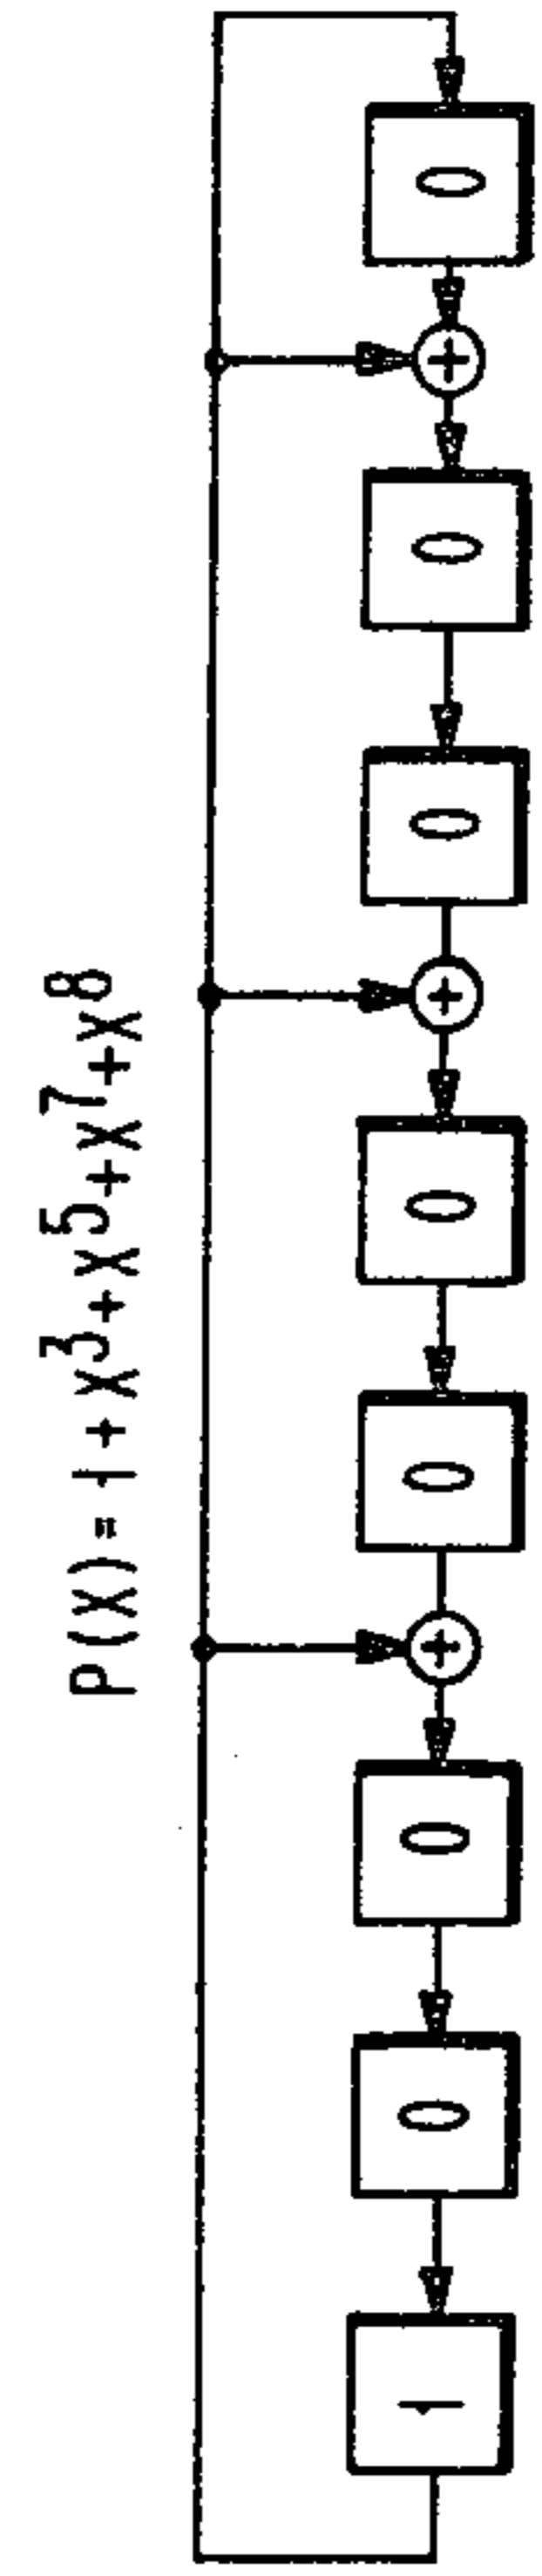 P(X) = 1 + X³ + X⁵ + X⁷ + X⁸
1 0 0 + 0 0 + 0 0 + 0